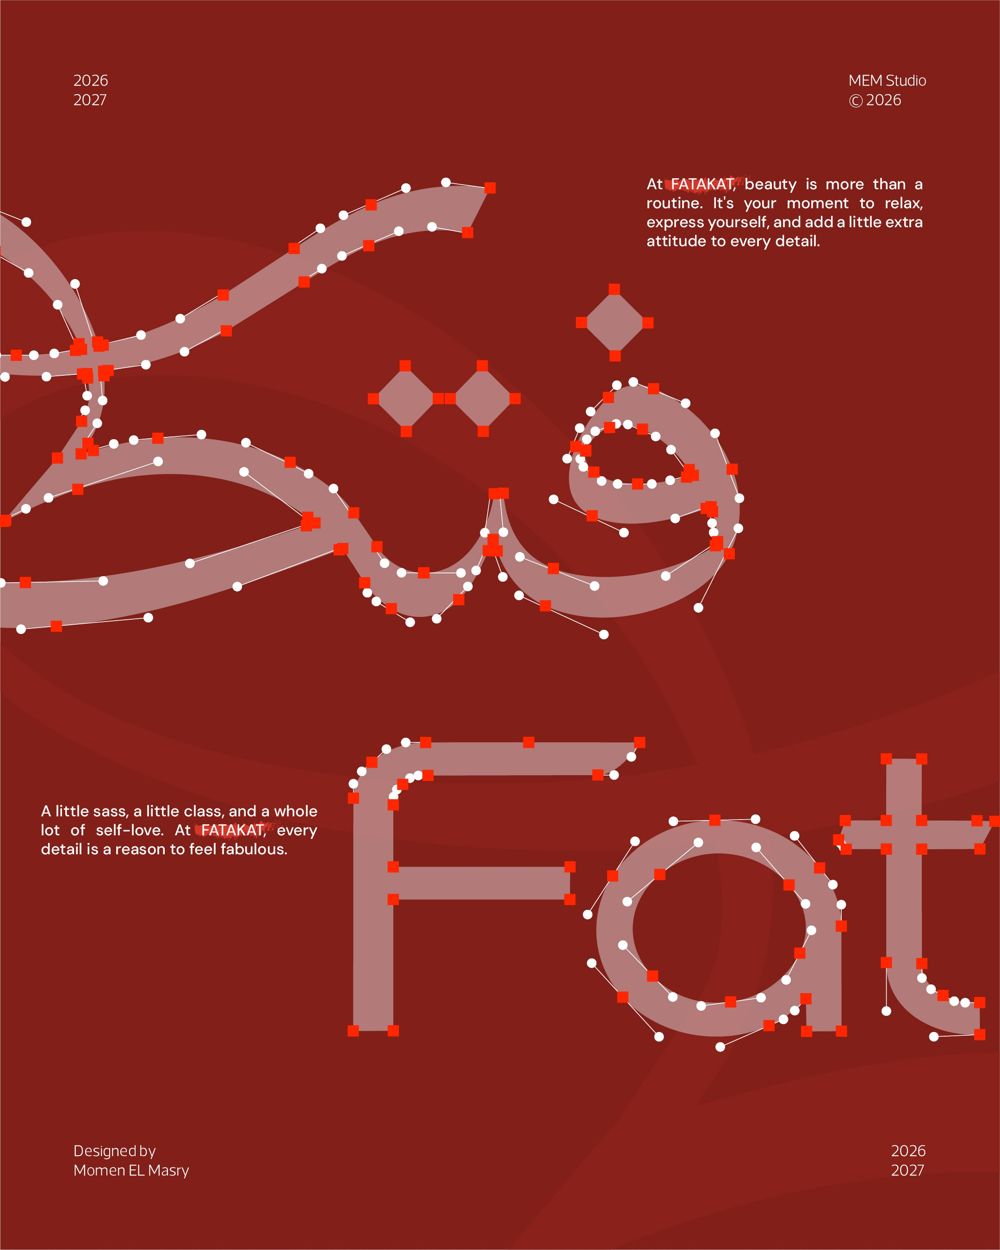 2026
2027
MEM Studio
© 2026
At FATAKAT, beauty is more than a
routine. It's your moment to relax,
express yourself, and add a little extra
attitude to every detail.
فتك
Fat
A little sass, a little class, and a whole
lot of self-love. At FATAKAT, every
detail is a reason to feel fabulous.
Designed by
Momen EL Masry
2026
2027